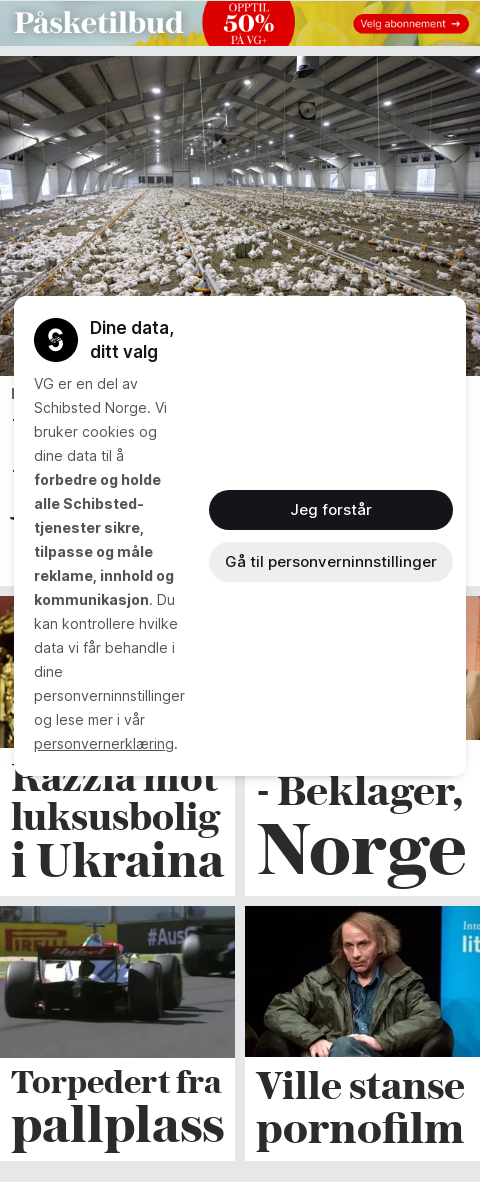 Påsketilbud
OPPTIL
50%
PÅ VG+
Velg abonnement →
Dine data,
ditt valg
VG er en del av
Schibsted Norge. Vi
bruker cookies og
dine data til å
forbedre og holde
alle Schibsted-
tjenester sikre,
tilpasse og måle
reklame, innhold og
kommunikasjon. Du
kan kontrollere hvilke
data vi får behandle i
dine
personverninnstillinger
og lese mer i vår
personvernerklæring.
Jeg forstår
Gå til personverninnstillinger
Razzia mot
luksusbolig
i Ukraina
- Beklager,
Norge
PIRELLI
#Aus
Inte
lit
Torpedert fra
pallplass
Ville stanse
pornofilm